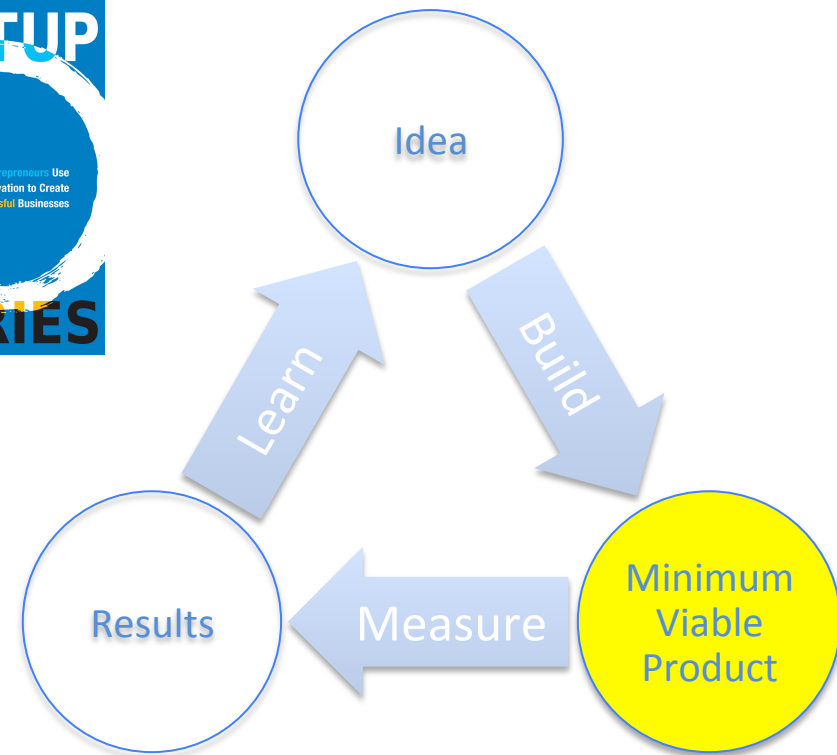 TUP
repreneurs Use
vation to Create
sful Businesses
RIES
Idea
Build
Learn
Minimum
Viable
Product
Measure
Results